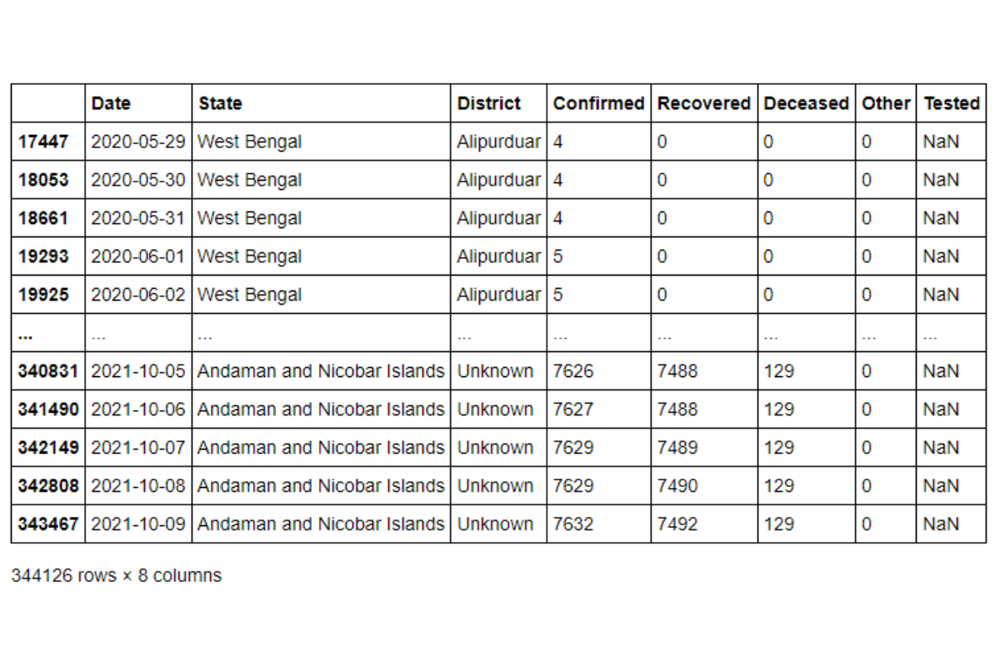 Date State District Confirmed Recovered Deceased Other Tested
17447 2020-05-29 West Bengal Alipurduar 4 0 0 0 NaN
18053 2020-05-30 West Bengal Alipurduar 4 0 0 0 NaN
18661 2020-05-31 West Bengal Alipurduar 4 0 0 0 NaN
19293 2020-06-01 West Bengal Alipurduar 5 0 0 0 NaN
19925 2020-06-02 West Bengal Alipurduar 5 0 0 0 NaN
... ... ... ... ... ... ... ... ...
340831 2021-10-05 Andaman and Nicobar Islands Unknown 7626 7488 129 0 NaN
341490 2021-10-06 Andaman and Nicobar Islands Unknown 7627 7488 129 0 NaN
342149 2021-10-07 Andaman and Nicobar Islands Unknown 7629 7489 129 0 NaN
342808 2021-10-08 Andaman and Nicobar Islands Unknown 7629 7490 129 0 NaN
343467 2021-10-09 Andaman and Nicobar Islands Unknown 7632 7492 129 0 NaN
344126 rows × 8 columns